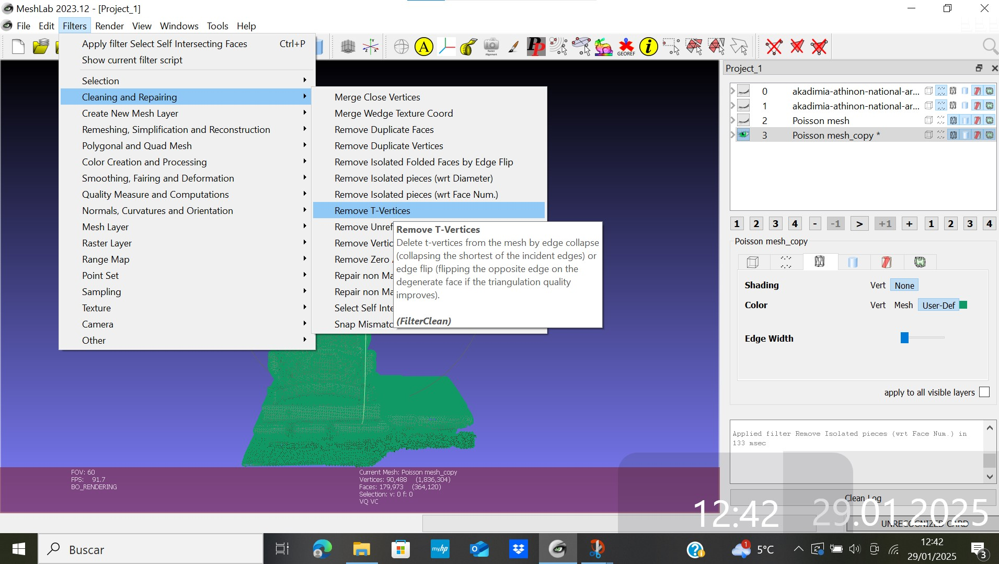 MeshLab 2023.12 - [Project_1]
File Edit Filters Render View Windows Tools Help
Apply filter Select Self Intersecting Faces Ctrl+P
Show current filter script
Selection
Cleaning and Repairing
Create New Mesh Layer
Remeshing, Simplification and Reconstruction
Polygonal and Quad Mesh
Color Creation and Processing
Smoothing, Fairing and Deformation
Quality Measure and Computations
Normals, Curvatures and Orientation
Mesh Layer
Raster Layer
Range Map
Point Set
Sampling
Texture
Camera
Other
Merge Close Vertices
Merge Wedge Texture Coord
Remove Duplicate Faces
Remove Duplicate Vertices
Remove Isolated Folded Faces by Edge Flip
Remove Isolated pieces (wrt Diameter)
Remove Isolated pieces (wrt Face Num.)
Remove T-Vertices
Remove Unref
Remove Vertic
Remove Zero
Repair non Ma
Repair non Ma
Select Self Inte
Snap Mismatc
Remove T-Vertices
Delete t-vertices from the mesh by edge collapse
(collapsing the shortest of the incident edges) or
edge flip (flipping the opposite edge on the
degenerate face if the triangulation quality
improves).
(FilterClean)
A
Raster
Alignment
PP
GEOREF
i
Project_1
0 akadimia-athinon-national-ar...
1 akadimia-athinon-national-ar...
2 Poisson mesh
3 Poisson mesh_copy *
1 2 3 4 - -1 > +1 + 1 2 3 4
Poisson mesh_copy
Shading Vert None
Color Vert Mesh User-Def
Edge Width
apply to all visible layers
Applied filter Remove Isolated pieces (wrt Face Num.) in
133 msec
Clean Log
UNRECOGNIZED CARD
12:42 29.01.2025
FOV: 60
FPS: 91.7
BO_RENDERING
Current Mesh: Poisson mesh_copy
Vertices: 90,488 (1,836,304)
Faces: 179,973 (364,120)
Selection: v: 0 f: 0
VQ VC
Buscar
myhp
1
5°C
12:42
29/01/2025
3